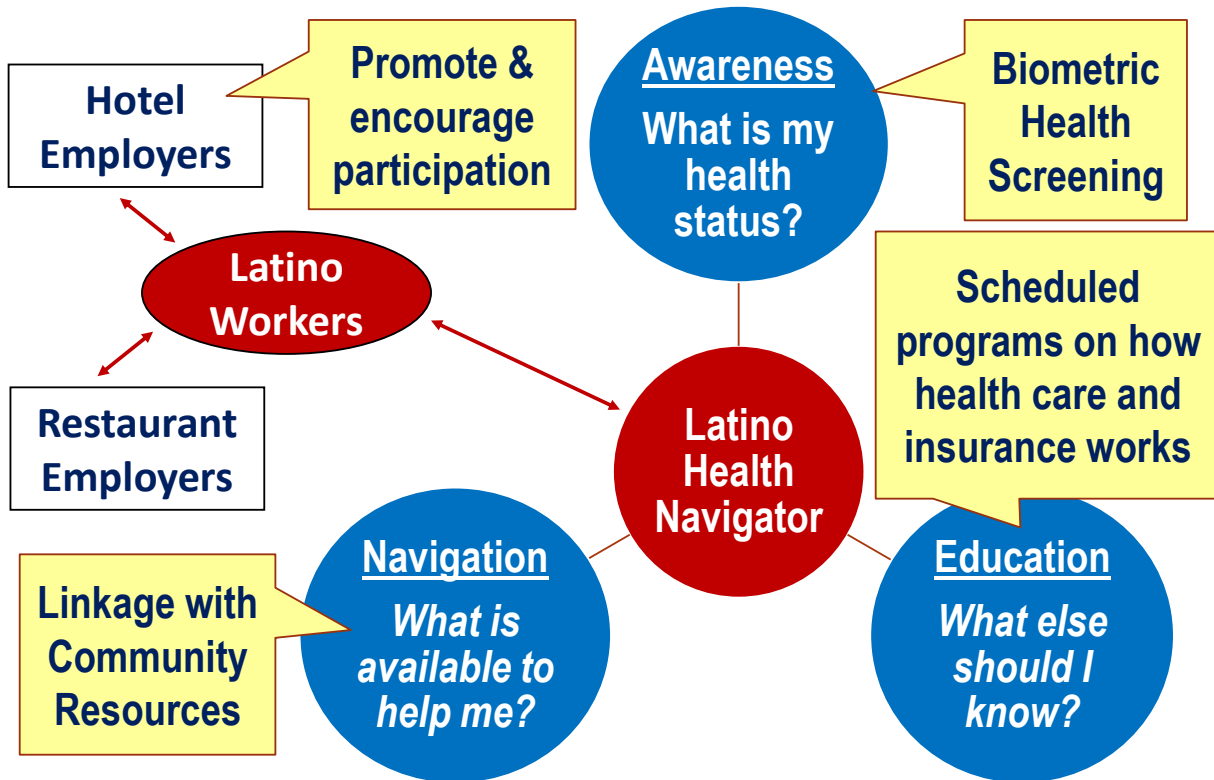 Hotel
Employers
Promote &
encourage
participation
Awareness
What is my
health
status?
Biometric
Health
Screening
Latino
Workers
Scheduled
programs on how
health care and
insurance works
Restaurant
Employers
Latino
Health
Navigator
Navigation
What is
available to
help me?
Linkage with
Community
Resources
Education
What else
should I
know?